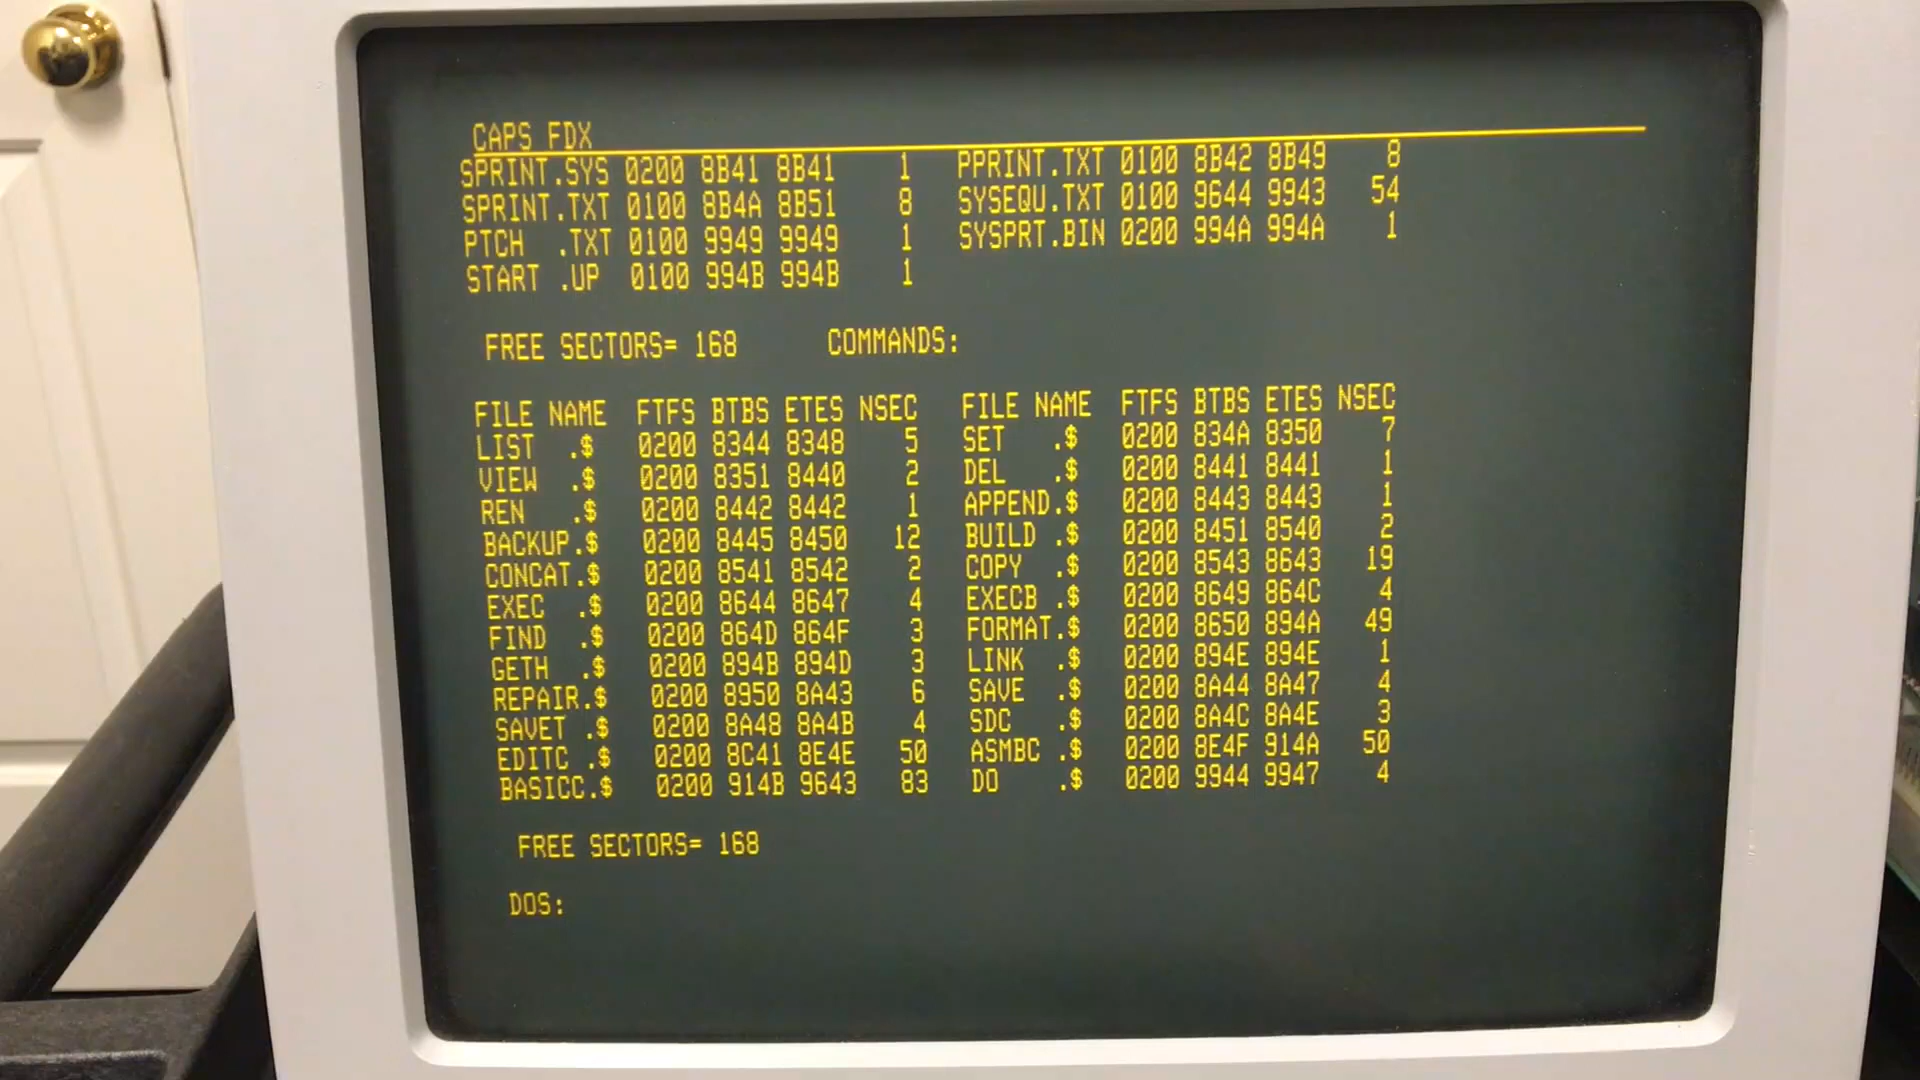 CAPS FDX
SPRINT.SYS 0200 8B41 8B41 1 PPRINT.TXT 0100 8B42 8B49 8
SPRINT.TXT 0100 8B4A 8B51 8 SYSEQU.TXT 0100 9644 9943 54
PTCH .TXT 0100 9949 9949 1 SYSPRT.BIN 0200 994A 994A 1
START .UP 0100 994B 994B 1
FREE SECTORS= 168 COMMANDS:
FILE NAME FTFS BTBS ETES NSEC FILE NAME FTFS BTBS ETES NSEC
LIST .$ 0200 8344 8348 5 SET .$ 0200 834A 8350 7
VIEW .$ 0200 8351 8440 2 DEL .$ 0200 8441 8441 1
REN .$ 0200 8442 8442 1 APPEND.$ 0200 8443 8443 1
BACKUP.$ 0200 8445 8450 12 BUILD .$ 0200 8451 8540 2
CONCAT.$ 0200 8541 8542 2 COPY .$ 0200 8543 8643 19
EXEC .$ 0200 8644 8647 4 EXECB .$ 0200 8649 864C 4
FIND .$ 0200 864D 864F 3 FORMAT.$ 0200 8650 894A 49
GETH .$ 0200 894B 894D 3 LINK .$ 0200 894E 894E 1
REPAIR.$ 0200 8950 8A43 6 SAVE .$ 0200 8A44 8A47 4
SAVET .$ 0200 8A48 8A4B 4 SDC .$ 0200 8A4C 8A4E 3
EDITC .$ 0200 8C41 8E4E 50 ASMBC .$ 0200 8E4F 914A 50
BASICC.$ 0200 914B 9643 83 DO .$ 0200 9944 9947 4
FREE SECTORS= 168
DOS: